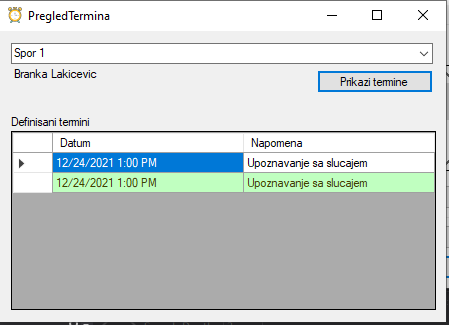 PregledTermina
Spor 1
Branka Lakicevic
Prikazi termine
Definisani termini
Datum Napomena
12/24/2021 1:00 PM Upoznavanje sa slucajem
12/24/2021 1:00 PM Upoznavanje sa slucajem